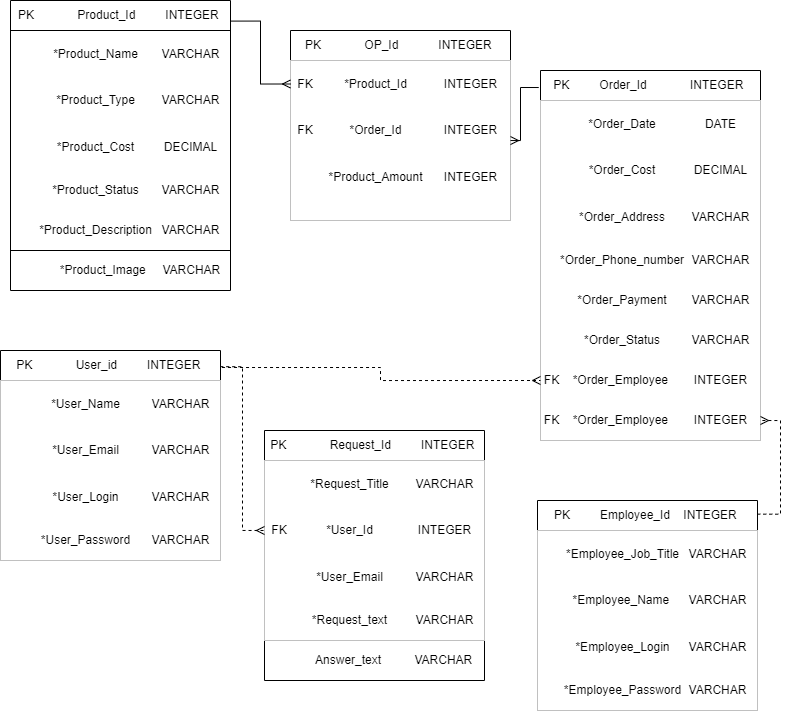 PK Product_Id INTEGER
*Product_Name VARCHAR
*Product_Type VARCHAR
*Product_Cost DECIMAL
*Product_Status VARCHAR
*Product_Description VARCHAR
*Product_Image VARCHAR
PK OP_Id INTEGER
FK *Product_Id INTEGER
FK *Order_Id INTEGER
*Product_Amount INTEGER
PK Order_Id INTEGER
*Order_Date DATE
*Order_Cost DECIMAL
*Order_Address VARCHAR
*Order_Phone_number VARCHAR
*Order_Payment VARCHAR
*Order_Status VARCHAR
FK *Order_Employee INTEGER
FK *Order_Employee INTEGER
PK User_id INTEGER
*User_Name VARCHAR
*User_Email VARCHAR
*User_Login VARCHAR
*User_Password VARCHAR
PK Request_Id INTEGER
*Request_Title VARCHAR
FK *User_Id INTEGER
*User_Email VARCHAR
*Request_text VARCHAR
Answer_text VARCHAR
PK Employee_Id INTEGER
*Employee_Job_Title VARCHAR
*Employee_Name VARCHAR
*Employee_Login VARCHAR
*Employee_Password VARCHAR